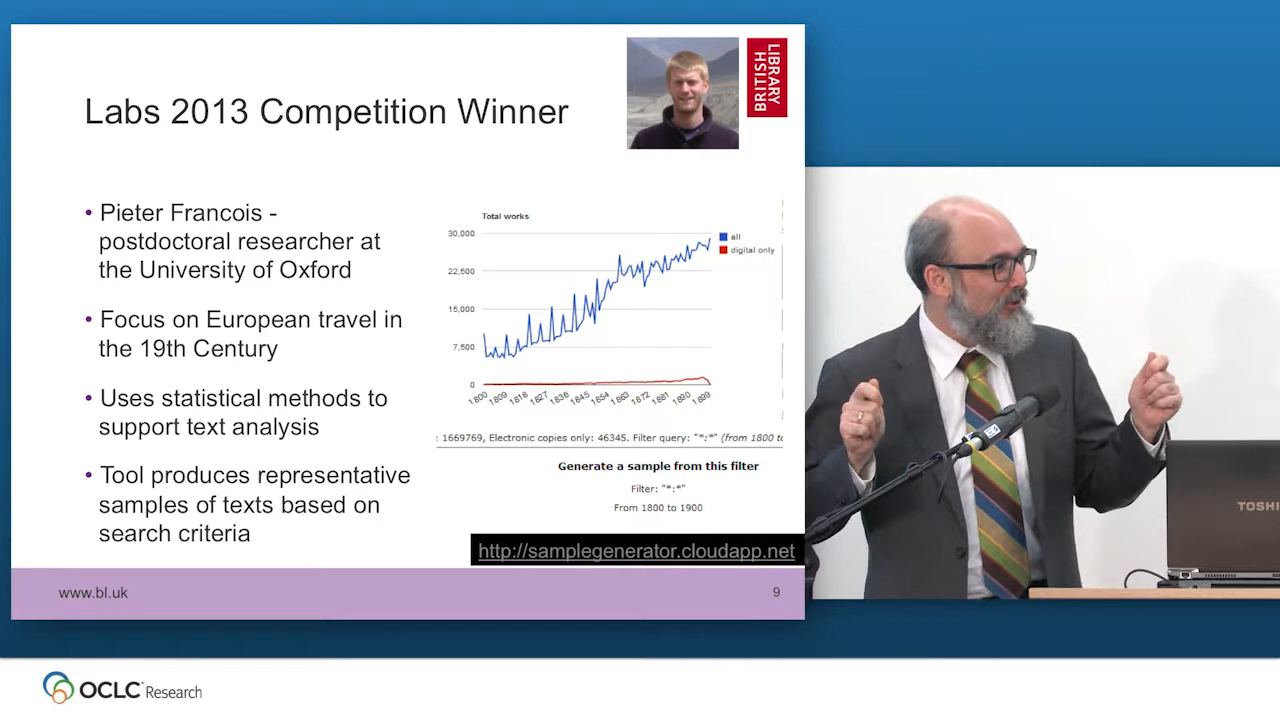 Labs 2013 Competition Winner
LIBRARY
BRITISH
• Pieter Francois -
postdoctoral researcher at
the University of Oxford
• Focus on European travel in
the 19th Century
• Uses statistical methods to
support text analysis
• Tool produces representative
samples of texts based on
search criteria
Total works
30,000
22,500
15,000
7,500
0
all
digital only
1800 1809 1818 1827 1836 1845 1854 1863 1872 1881 1890 1899
: 1669769, Electronic copies only: 46345. Filter query: "*:*" (from 1800 to
Generate a sample from this filter
Filter: "*:*"
From 1800 to 1900
http://samplegenerator.cloudapp.net
www.bl.uk
9
TOSHI
OCLC Research